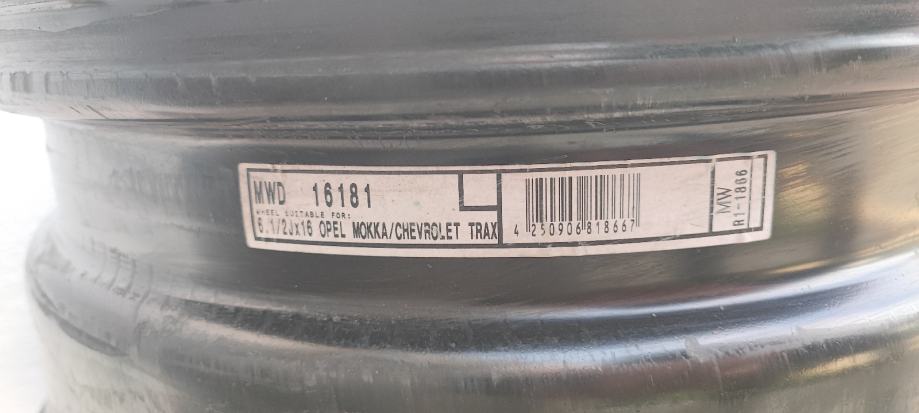 MWD 16181
WHEEL SUITABLE FOR:
6.1/2Jx16 OPEL MOKKA/CHEVROLET TRAX
4 250906 818667
MW
R1-1866